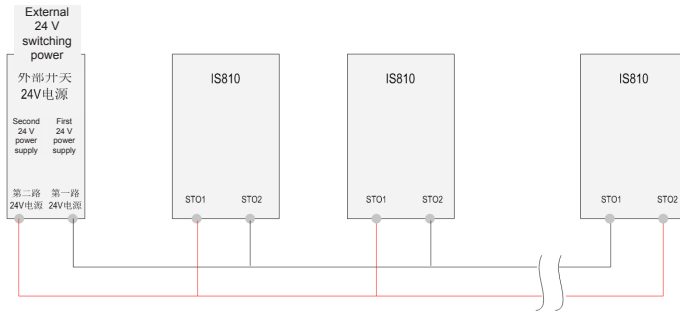 External
24 V
switching
power
外部开关
24V电源
Second
24 V
power
supply
First
24 V
power
supply
第二路
24V电源
第一路
24V电源
IS810
STO1
STO2
IS810
STO1
STO2
IS810
STO1
STO2